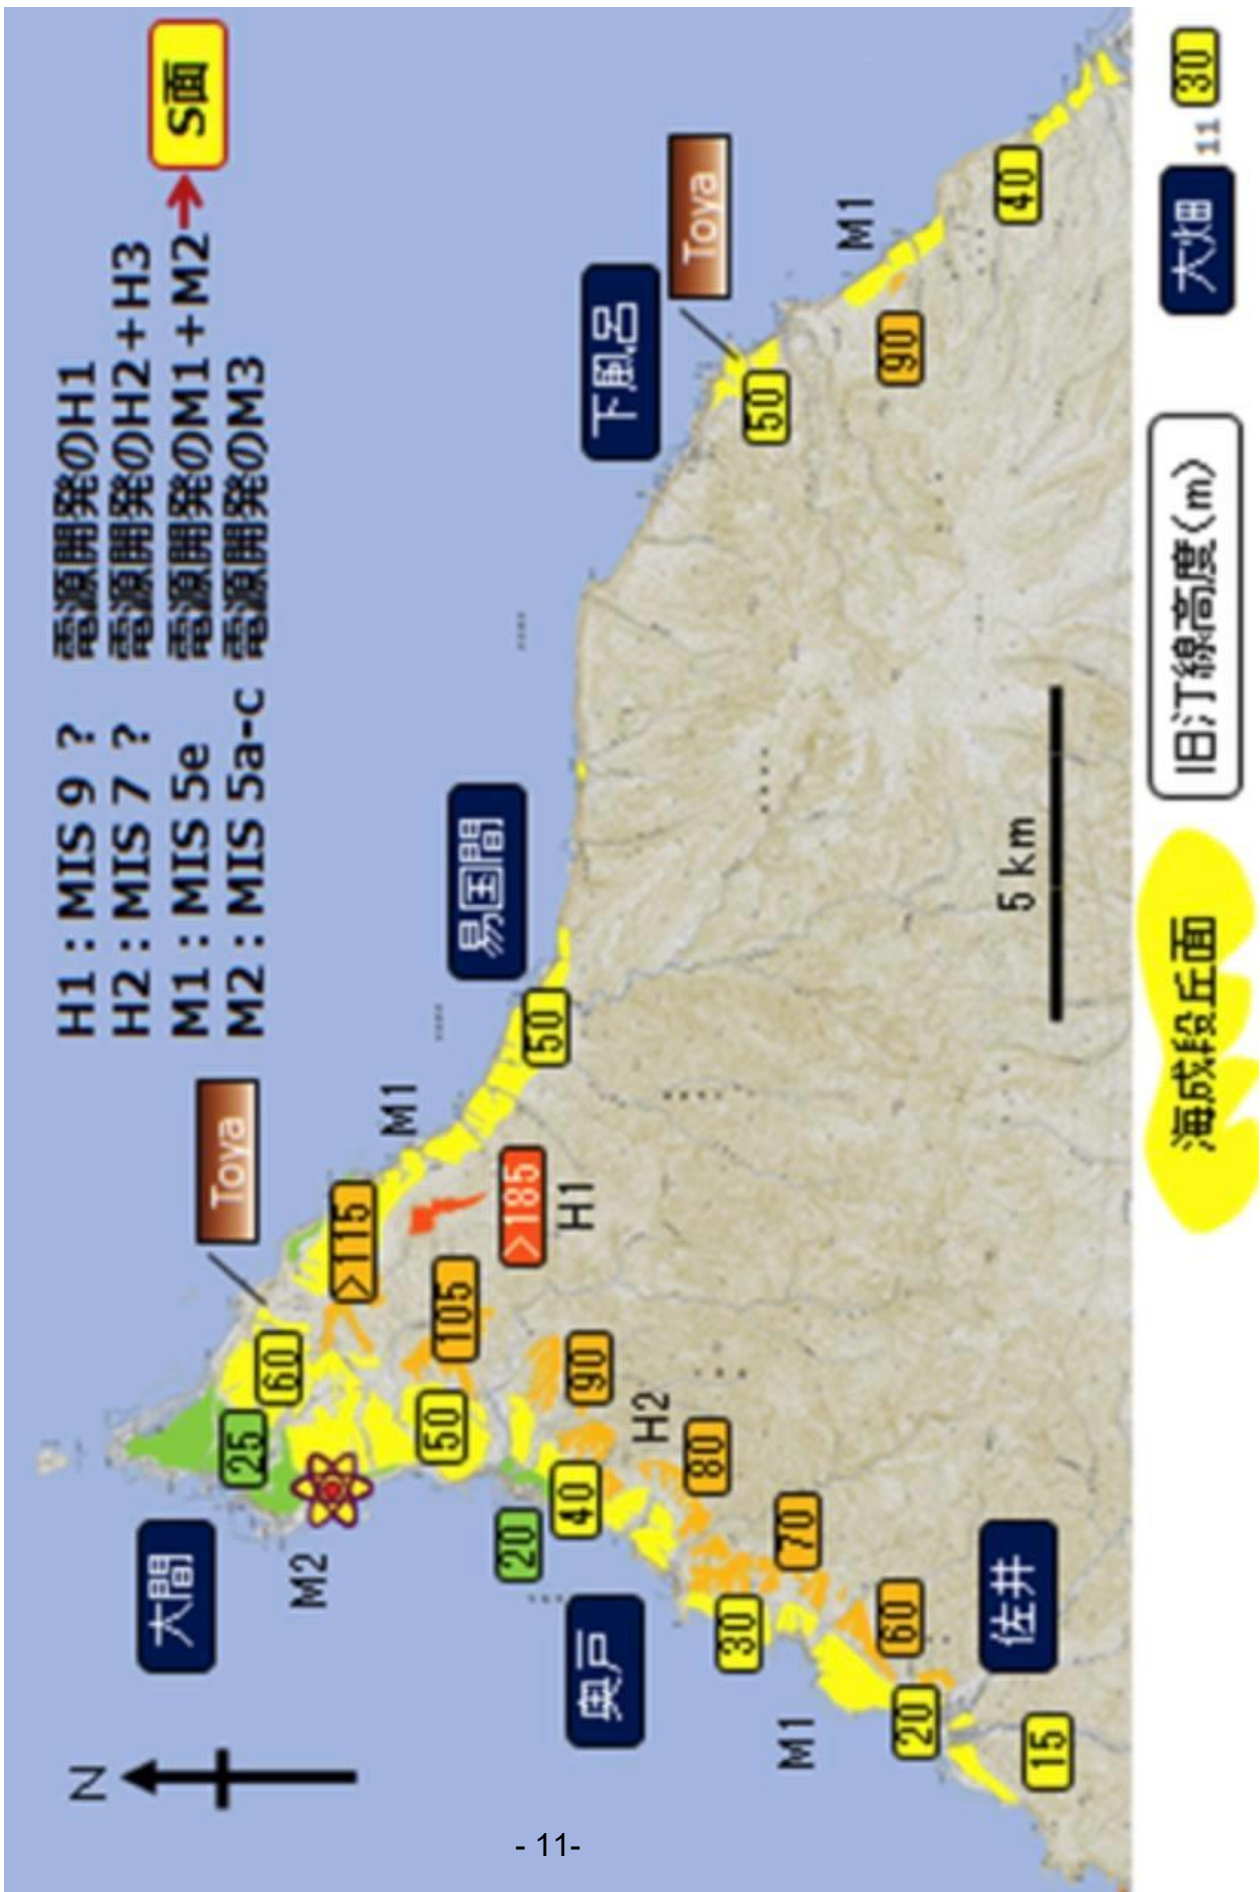 H1：MIS 9 ？ 電源開発のH1
H2：MIS 7 ？ 電源開発のH2＋H3
M1：MIS 5e 電源開発のM1＋M2→S面
M2：MIS 5a-c 電源開発のM3
N
大間
M2
25
60
Toya
>115
M1
50
105
>185
H1
易国間
50
20
40
90
H2
80
奥戸
30
70
M1
60
20
佐井
15
下風呂
Toya
50
M1
90
40
5 km
海成段丘面
旧汀線高度(m)
大畑
11
30
- 11-